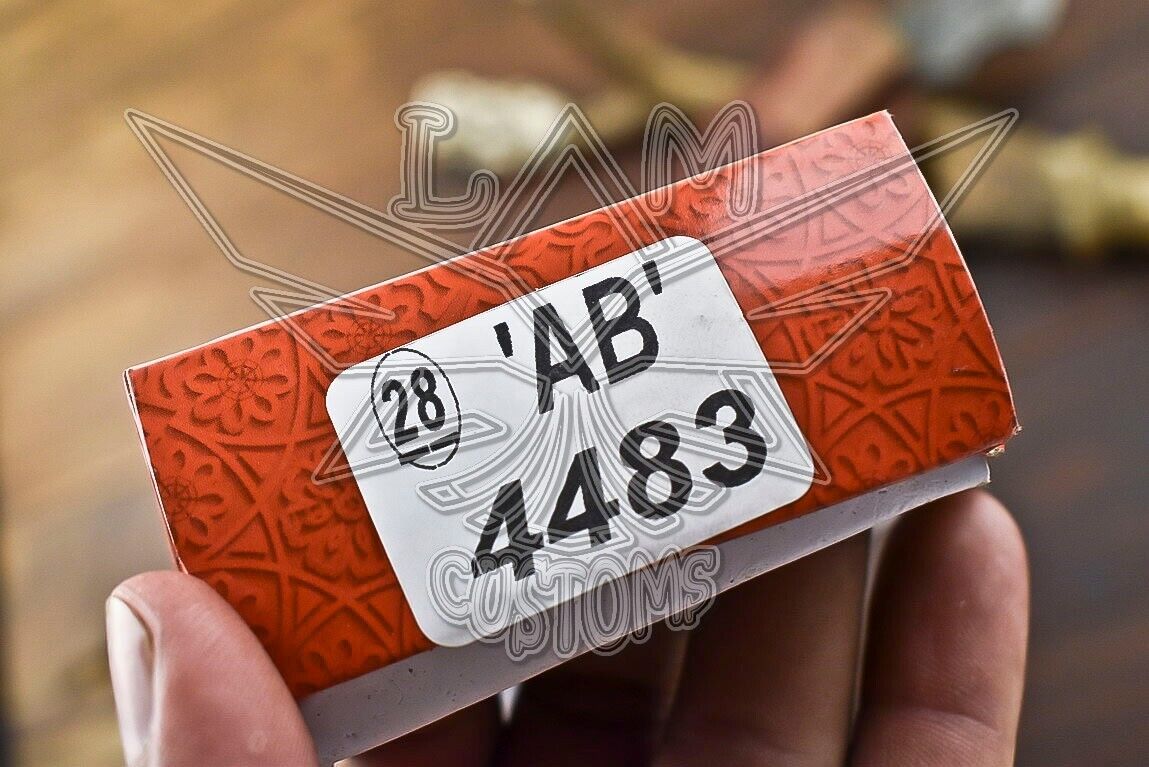 LAM
28
'AB'
4483
CUSTOMS